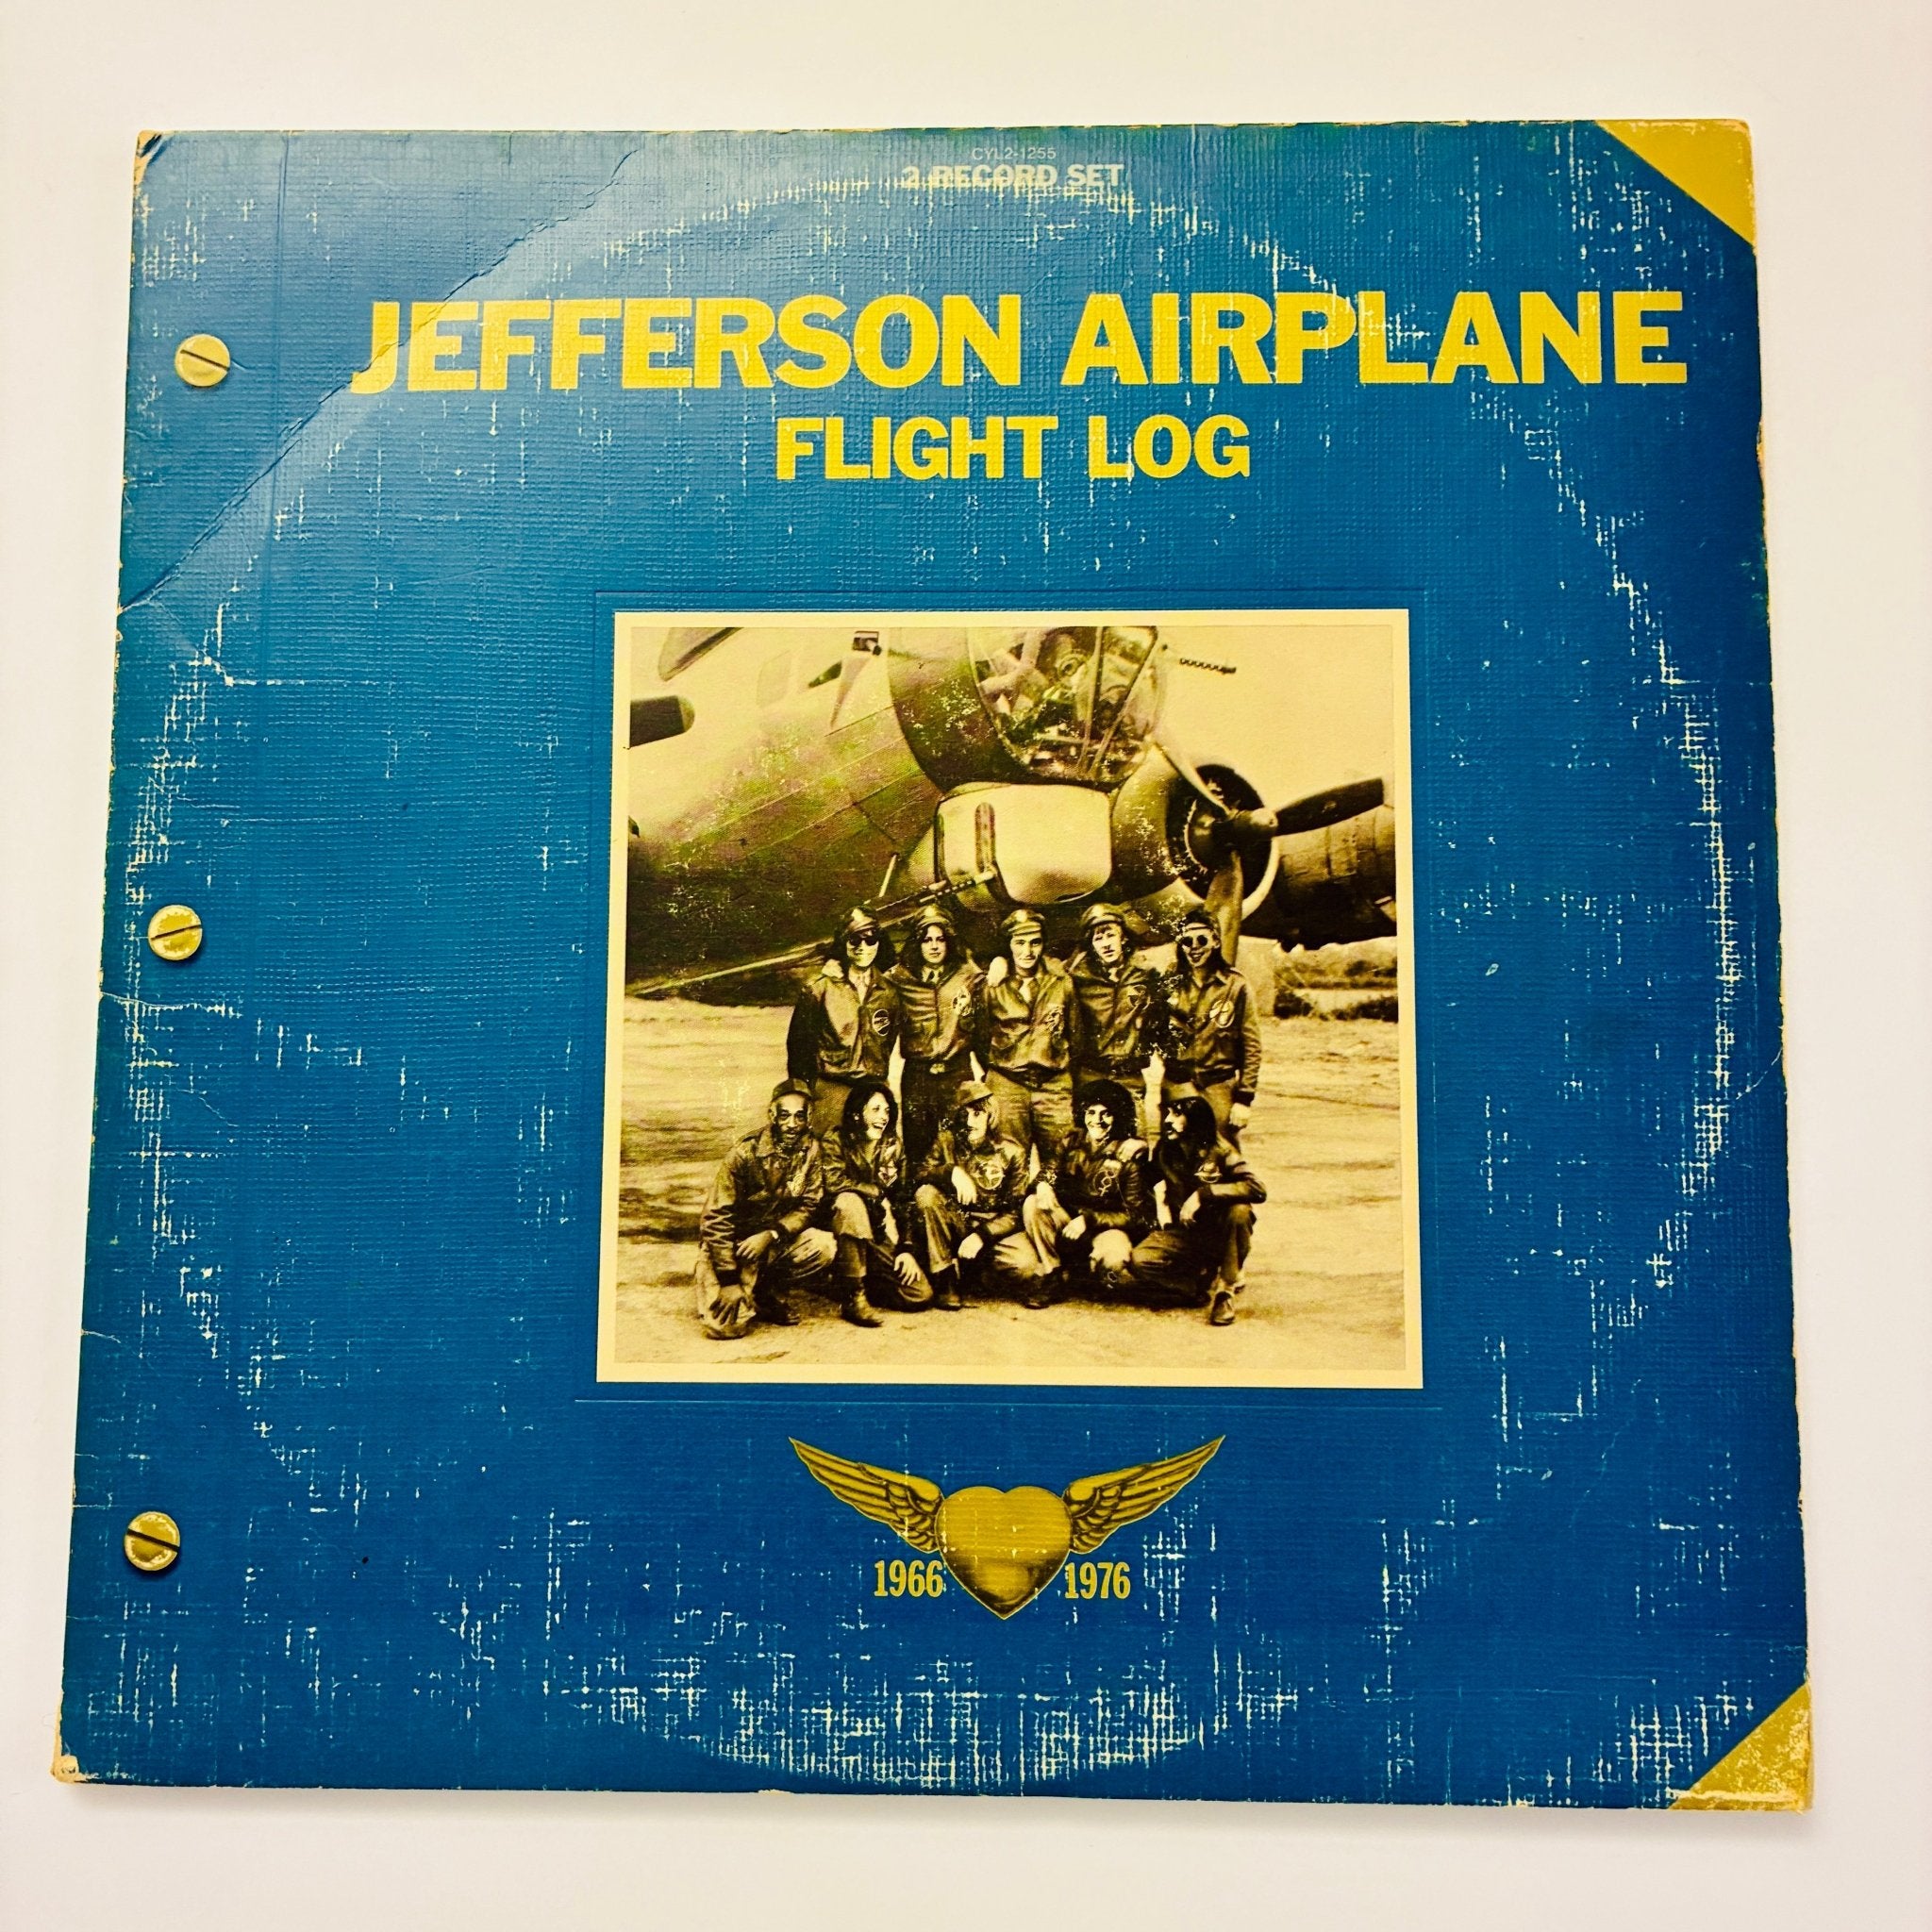 CYL2-1255
2 RECORD SET
JEFFERSON AIRPLANE
FLIGHT LOG
1966 1976